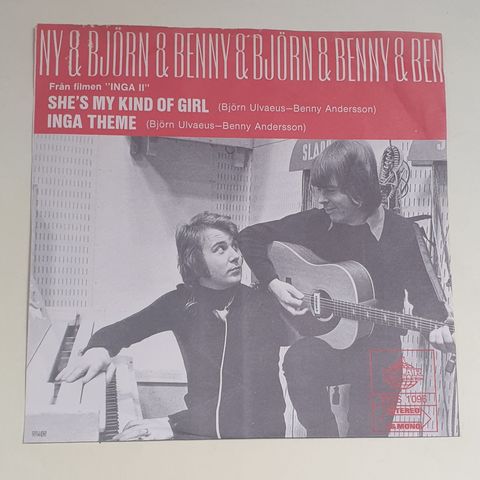 NY & BJÖRN & BENNY & BJÖRN & BENNY & BEN
Från filmen "INGA II"
SHE'S MY KIND OF GIRL (Björn Ulvaeus–Benny Andersson)
INGA THEME (Björn Ulvaeus–Benny Andersson)
1096
STEREO
& MONO